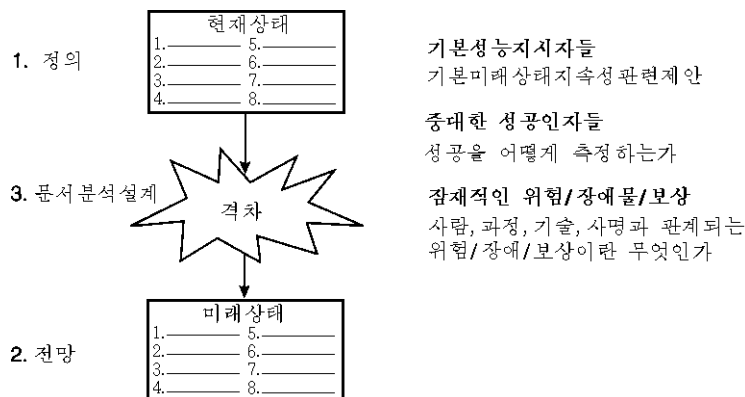 현재상태
1. 5.
2. 6.
3. 7.
4. 8.
1. 정의
기본성능지시자들
기본미래상태지속성관련제안
중대한 성공인자들
성공을 어떻게 측정하는가
3. 문서분석설계
격차
잠재적인 위험/장애물/보상
사람, 과정, 기술, 사명과 관계되는
위험/장애/보상이란 무엇인가
미래상태
1. 5.
2. 6.
3. 7.
4. 8.
2. 전망